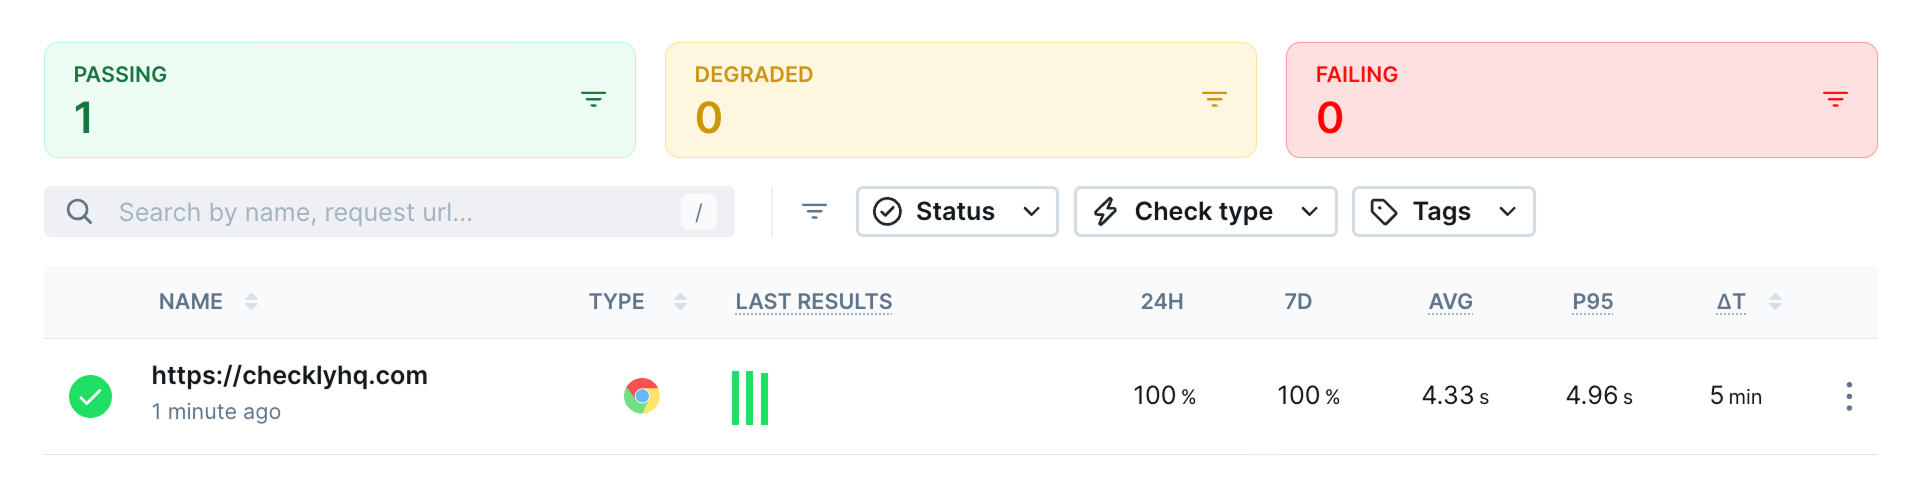 PASSING
1
DEGRADED
0
FAILING
0
Search by name, request url...
/
Status
Check type
Tags
NAME TYPE LAST RESULTS 24H 7D AVG P95 ΔT
https://checklyhq.com 100 % 100 % 4.33 s 4.96 s 5 min
1 minute ago